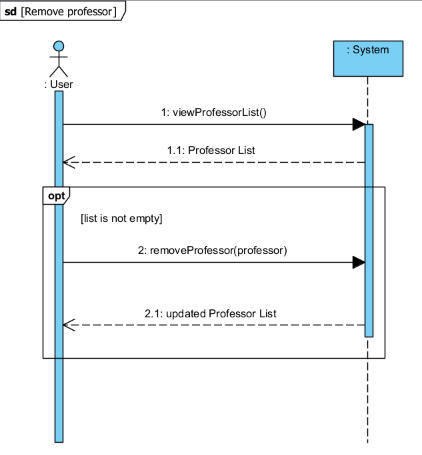 sd [Remove professor]
: System
: User
1: viewProfessorList()
1.1: Professor List
opt
[list is not empty]
2: removeProfessor(professor)
2.1: updated Professor List